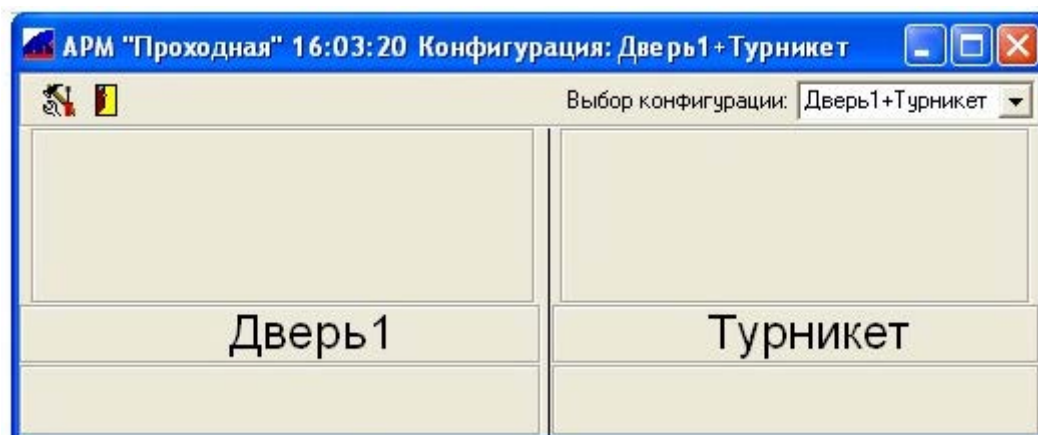 АРМ "Проходная" 16:03:20 Конфигурация: Дверь1+Турникет
Выбор конфигурации: Дверь1+Турникет
Дверь1 Турникет